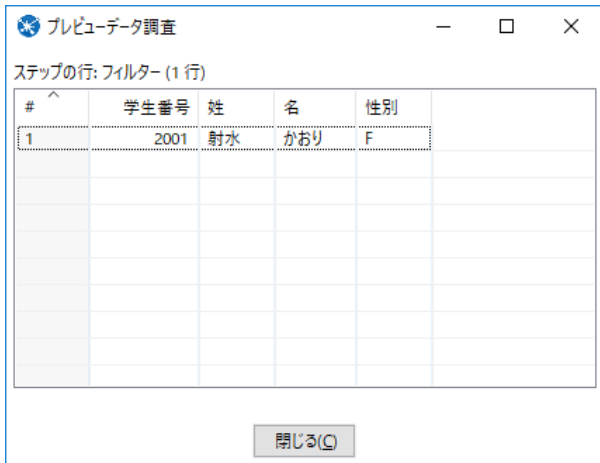 プレビューデータ調査
ステップの行: フィルター (1 行)
# 学生番号 姓 名 性別
1 2001 射水 かおり F
閉じる(C)